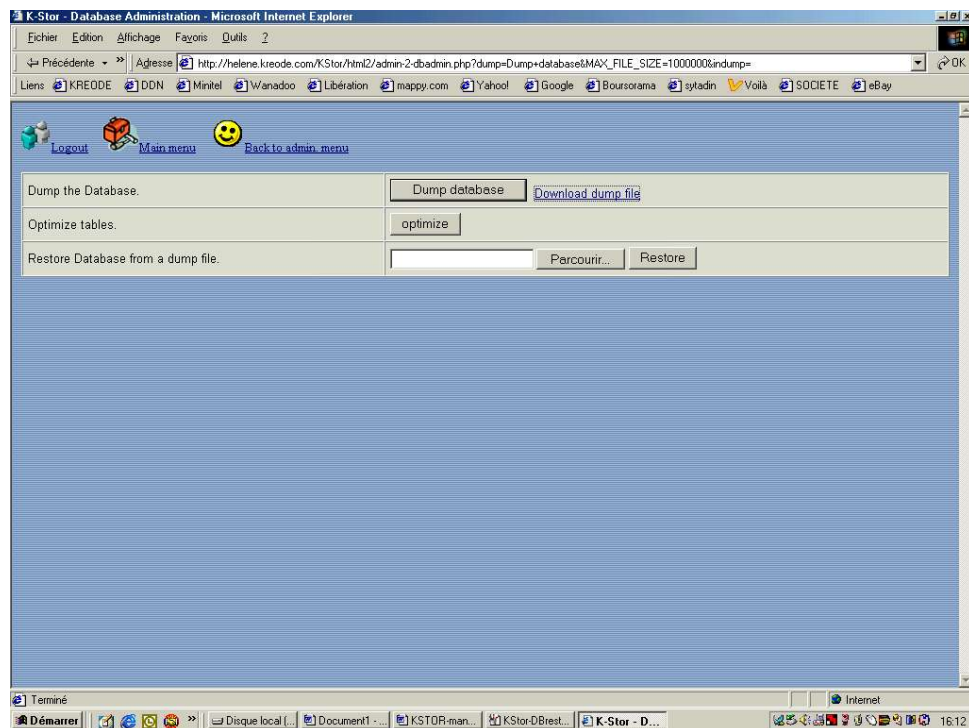 K-Stor - Database Administration - Microsoft Internet Explorer
Fichier Edition Affichage Favoris Outils ?
Précédente » Adresse http://helene.kreode.com/KStor/html2/admin-2-dbadmin.php?dump=Dump+database&MAX_FILE_SIZE=1000000&indump= OK
Liens KREODE DDN Minitel Wanadoo Libération mappy.com Yahoo! Google Boursorama sytadin Voilà SOCIETE eBay
Logout Main menu Back to admin. menu
Dump the Database. Dump database Download dump file
Optimize tables. optimize
Restore Database from a dump file. Parcourir... Restore
Terminé Internet
Démarrer » Disque local (... Document1 - ... KSTOR-man... KStor-DBrest... K-Stor - D... 16:12